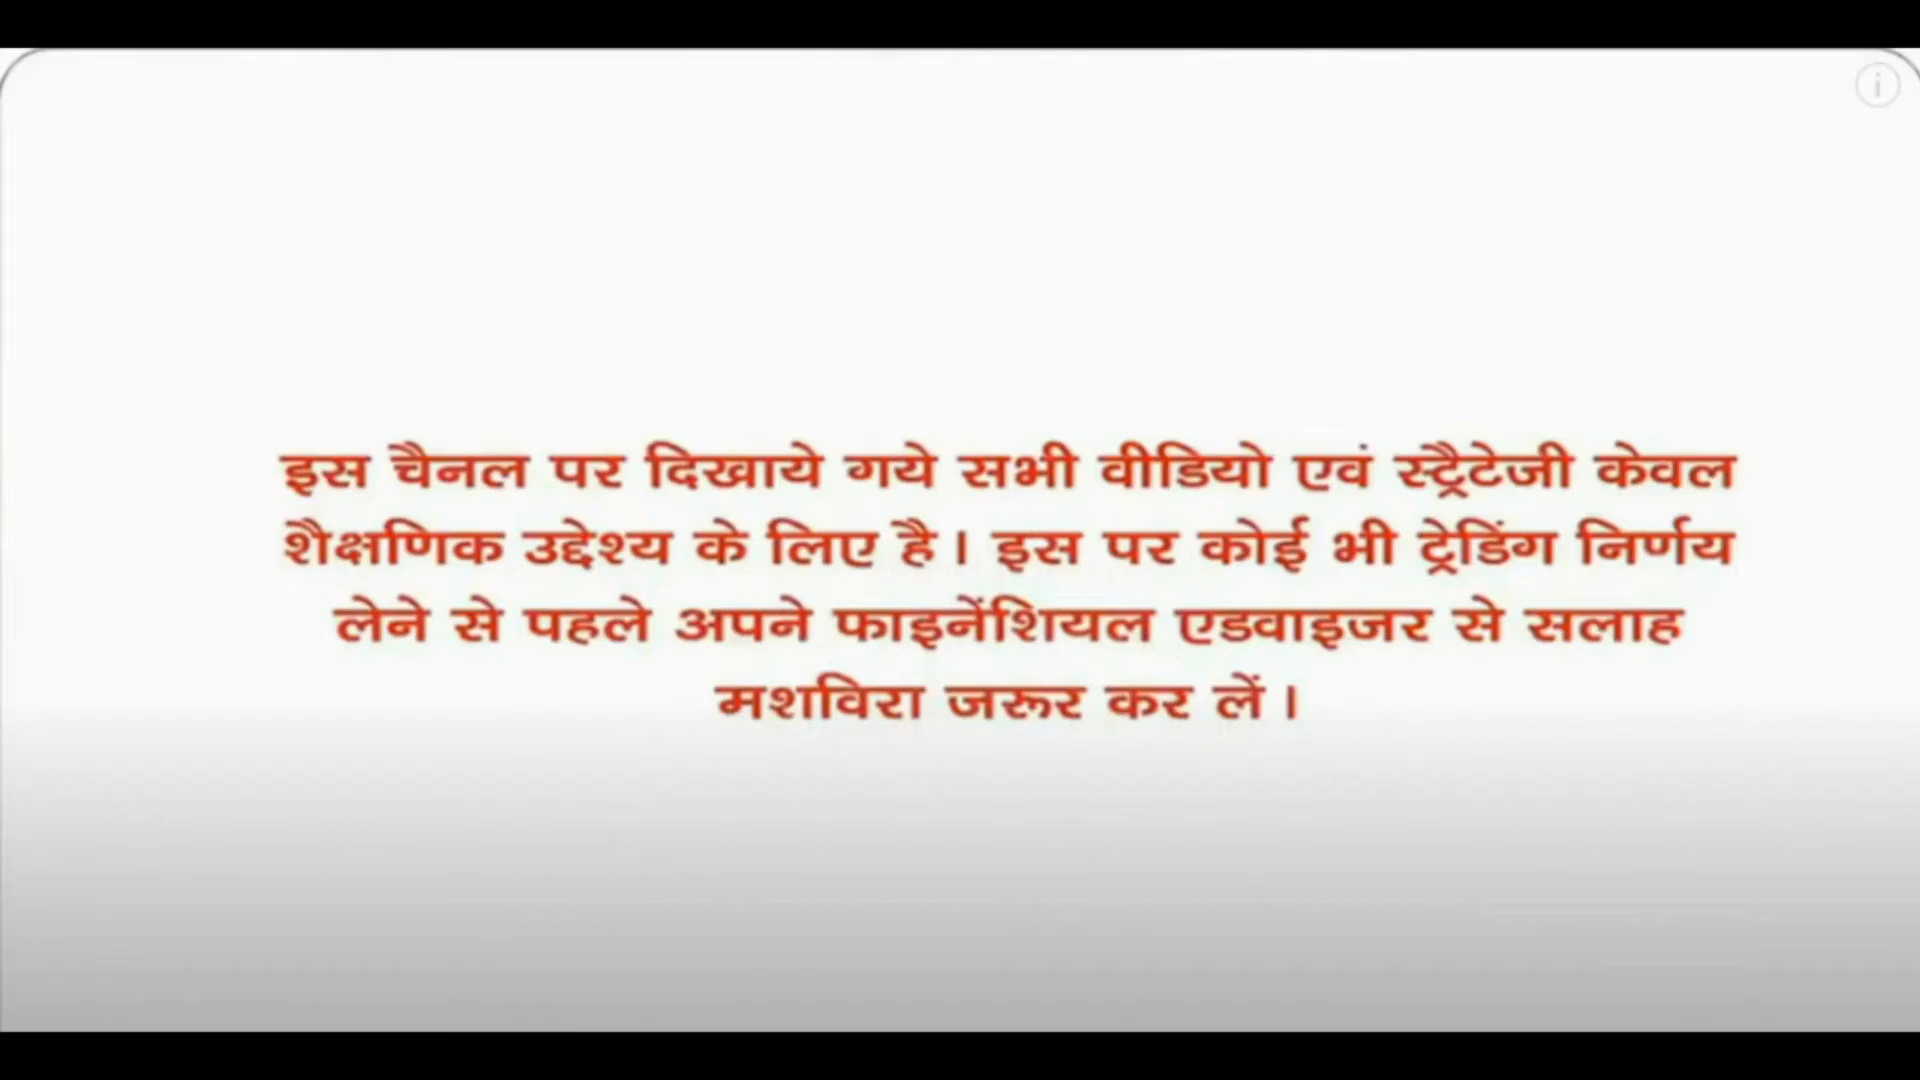 इस चैनल पर दिखाये गये सभी वीडियो एवं स्ट्रैटेजी केवल
शैक्षणिक उद्देश्य के लिए है। इस पर कोई भी ट्रेडिंग निर्णय
लेने से पहले अपने फाइनेंशियल एडवाइजर से सलाह
मशविरा जरूर कर लें।